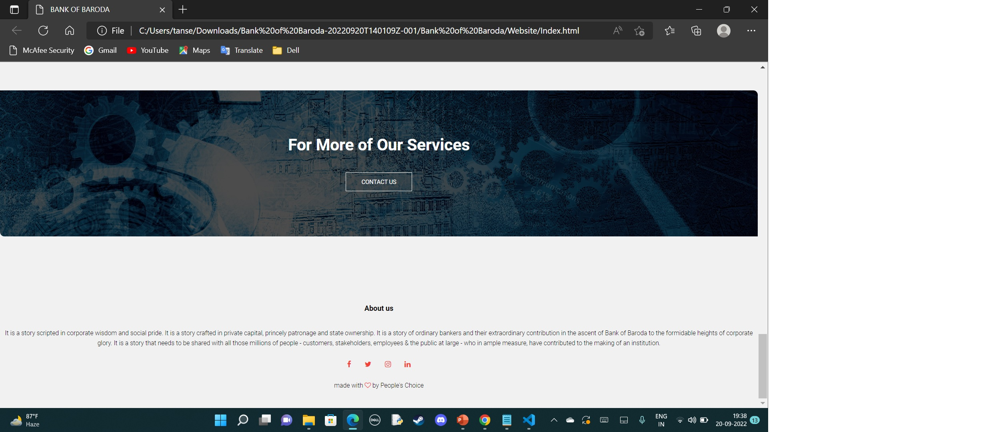 BANK OF BARODA
File
C:/Users/tanse/Downloads/Bank%20of%20Baroda-20220920T140109Z-001/Bank%20of%20Baroda/Website/Index.html
McAfee Security Gmail YouTube Maps Translate Dell
For More of Our Services
Telecommunications
6,61%
CONTACT US
About us
It is a story scripted in corporate wisdom and social pride. It is a story crafted in private capital, princely patronage and state ownership. It is a story of ordinary bankers and their extraordinary contribution in the ascent of Bank of Baroda to the formidable heights of corporate
glory. It is a story that needs to be shared with all those millions of people - customers, stakeholders, employees & the public at large - who in ample measure, have contributed to the making of an institution.
made with by People's Choice
87°F
Haze
DELL
ENG
IN
19:38
20-09-2022
13